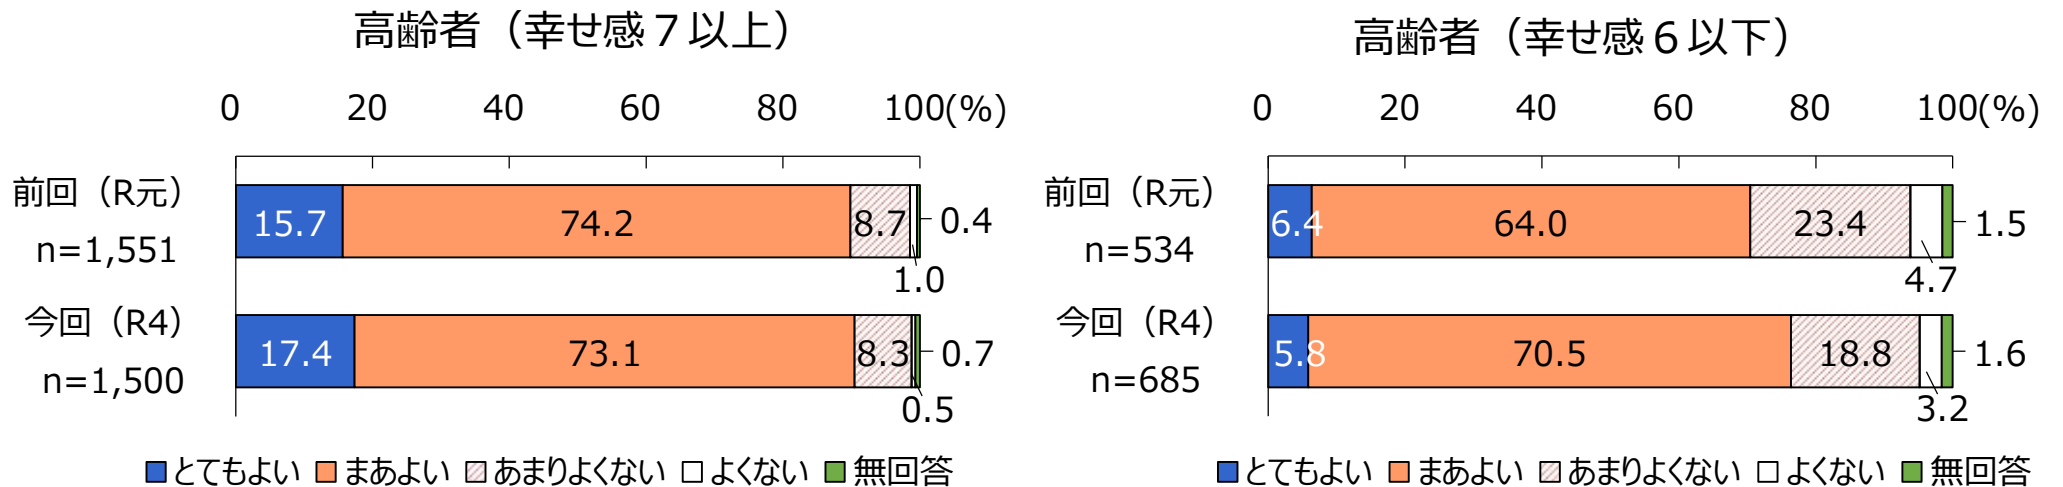 高齢者（幸せ感７以上）
0 20 40 60 80 100(%)
前回（R元）
n=1,551
15.7 74.2 8.7 1.0 0.4
今回（R4）
n=1,500
17.4 73.1 8.3 0.5 0.7
とてもよい まあよい あまりよくない よくない 無回答
高齢者（幸せ感６以下）
0 20 40 60 80 100(%)
前回（R元）
n=534
6.4 64.0 23.4 4.7 1.5
今回（R4）
n=685
5.8 70.5 18.8 3.2 1.6
とてもよい まあよい あまりよくない よくない 無回答